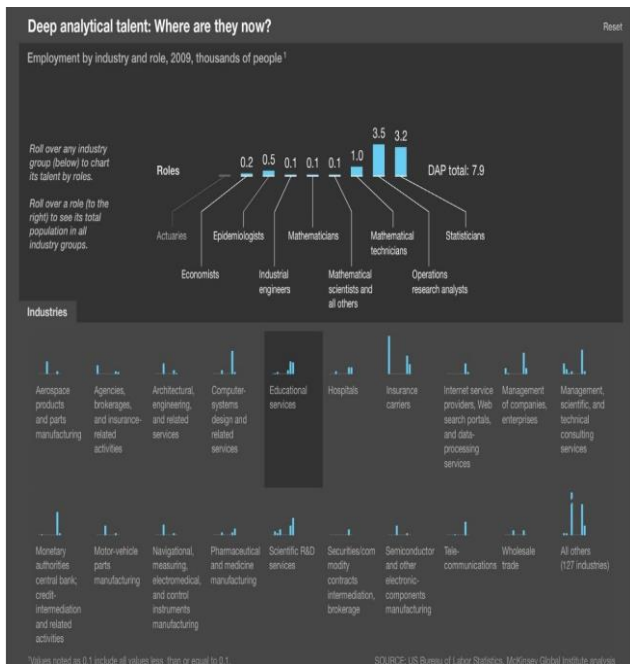 Deep analytical talent: Where are they now?
Reset
Employment by industry and role, 2009, thousands of people¹
Roll over any industry
group (below) to chart
its talent by roles.
Roll over a role (to the
right) to see its total
population in all
industry groups.
Roles
0.2
0.5
0.1
0.1
0.1
1.0
3.5
3.2
DAP total: 7.9
Actuaries
Epidemiologists
Mathematicians
Mathematical
technicians
Statisticians
Economists
Industrial
engineers
Mathematical
scientists and
all others
Operations
research analysts
Industries
Aerospace
products
and parts
manufacturing
Agencies,
brokerages,
and insurance-
related
activities
Architectural,
engineering,
and related
services
Computer-
systems
design and
related
services
Educational
services
Hospitals
Insurance
carriers
Internet service
providers, Web
search portals,
and data-
processing
services
Management
of companies,
enterprises
Management,
scientific, and
technical
consulting
services
Monetary
authorities
central bank;
credit-
intermediation
and related
activities
Motor-vehicle
parts
manufacturing
Navigational,
measuring,
electromedical,
and control
instruments
manufacturing
Pharmaceutical
and medicine
manufacturing
Scientific R&D
services
Securities/com
modity
contracts
intermediation,
brokerage
Semiconductor
and other
electronic-
components
manufacturing
Tele-
communications
Wholesale
trade
All others
(127 industries)
¹Values noted as 0.1 include all values less, than or equal to 0.1.
SOURCE: US Bureau of Labor Statistics, McKinsey Global Institute analysis